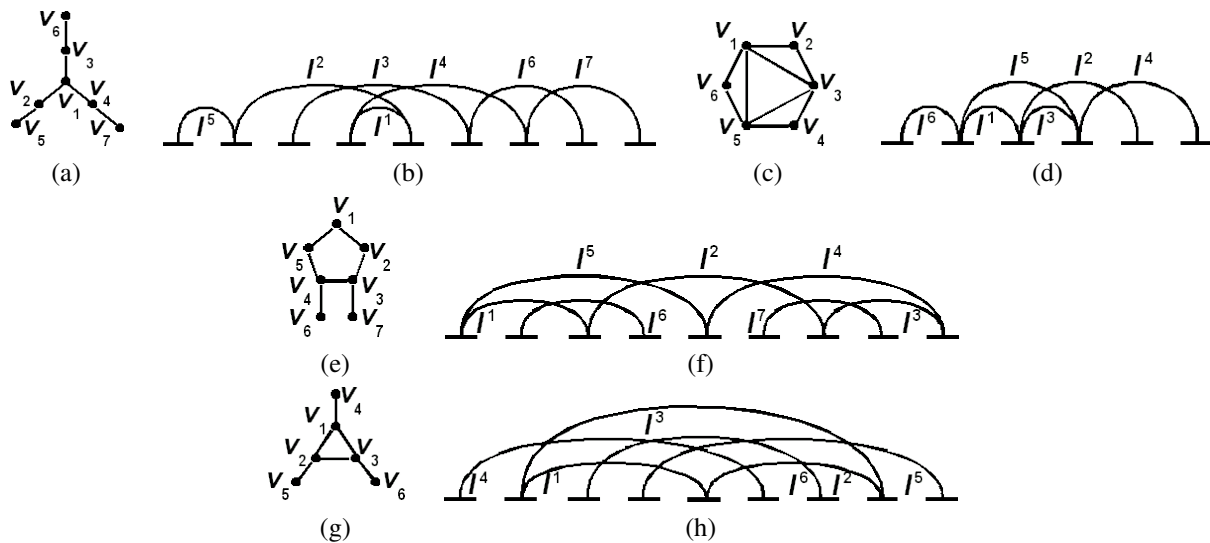 V6
V3
V2 V1 V4
V5 V7
(a)
I2 I3 I4 I6 I7
I5 I1
(b)
V1 V2
V6 V3
V5 V4
(c)
I5 I2 I4
I6 I1 I3
(d)
V1
V5 V2
V4 V3
V6 V7
(e)
I5 I2 I4
I1 I6 I7 I3
(f)
V4
V1
V2 V3
V5 V6
(g)
I3
I4 I1 I6 I2 I5
(h)